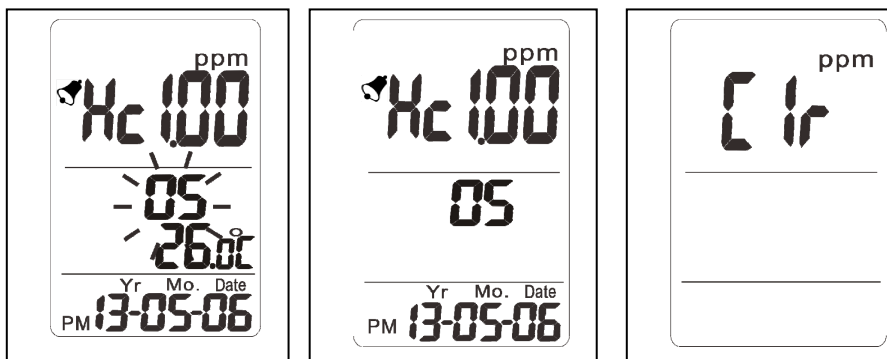 ppm
Hc 1.00
05
26.0°C
Yr Mo. Date
PM 13-05-06
ppm
Hc 1.00
05
Yr Mo. Date
PM 13-05-06
ppm
Clr